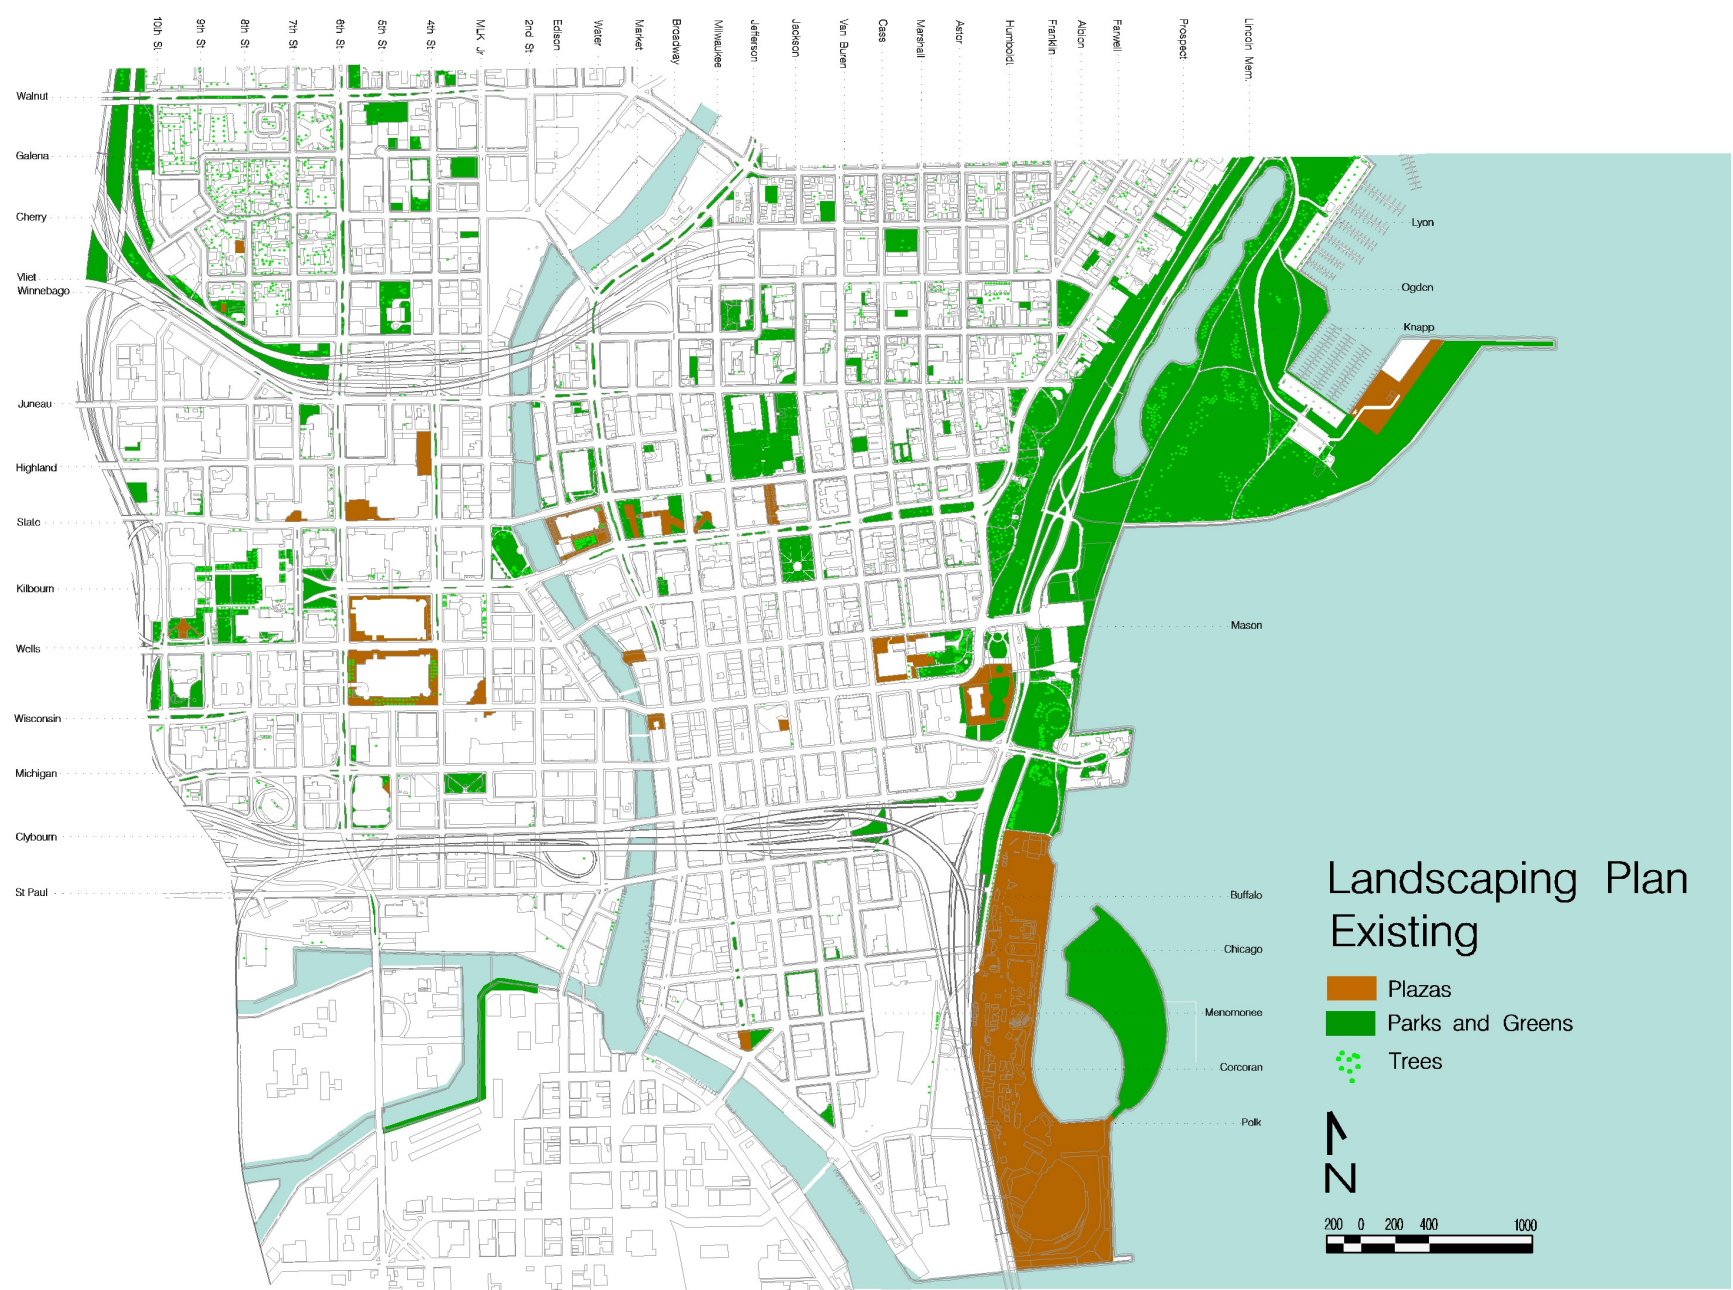 10th St.
9th St
8th St
7th St
6th St
5th St
4th St
MLK Jr
2nd St
Edison
Water
Market
Broadway
Milwaukee
Jefferson
Jackson
Van Buren
Cass
Marshall
Astor
Humboldt
Franklin
Albion
Farwell
Prospect
Lincoln Mem.
Walnut
Galena
Cherry
Vliet
Winnebago
Juneau
Highland
State
Kilbourn
Wells
Wisconsin
Michigan
Clybourn
St Paul
Lyon
Ogden
Knapp
Mason
Buffalo
Chicago
Menomonee
Corcoran
Polk
Landscaping Plan
Existing
Plazas
Parks and Greens
Trees
N
200 0 200 400 1000